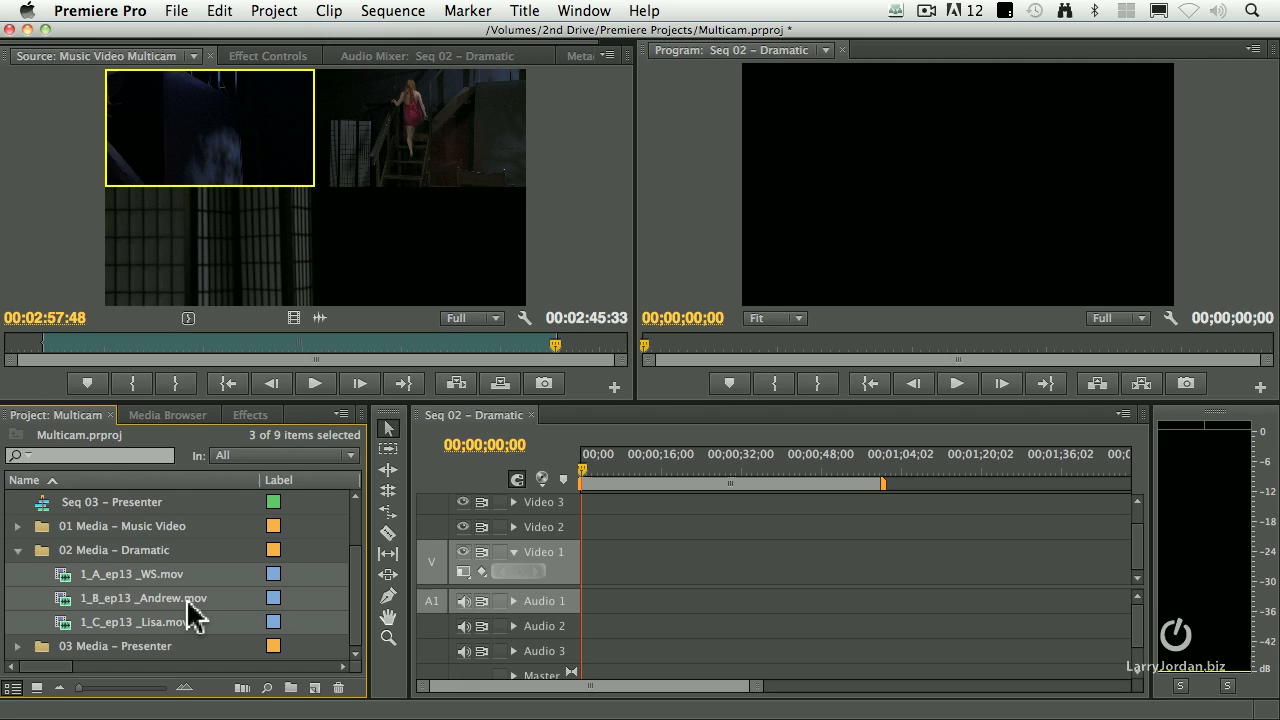 Premiere Pro File Edit Project Clip Sequence Marker Title Window Help 12
/Volumes/2nd Drive/Premiere Projects/Multicam.prproj *
Source: Music Video Multicam Effect Controls Audio Mixer: Seq 02 – Dramatic Meta
Program: Seq 02 – Dramatic
00:02:57:48 Full 00:02:45:33
00;00;00;00 Fit Full 00;00;00;00
Project: Multicam Media Browser Effects
Multicam.prproj 3 of 9 items selected
In: All
Name Label
Seq 03 – Presenter
01 Media – Music Video
02 Media – Dramatic
1_A_ep13 _WS.mov
1_B_ep13 _Andrew.mov
1_C_ep13 _Lisa.mov
03 Media – Presenter
Seq 02 – Dramatic
00;00;00;00
00;00 00;00;16;00 00;00;32;00 00;00;48;00 00;01;04;02 00;01;20;02 00;01;36;02 00;0
Video 3
Video 2
V Video 1
A1 Audio 1
Audio 2
Audio 3
Master
0
-6
-12
-18
-24
-30
-36
-42
dB
LarryJordan.biz
S S